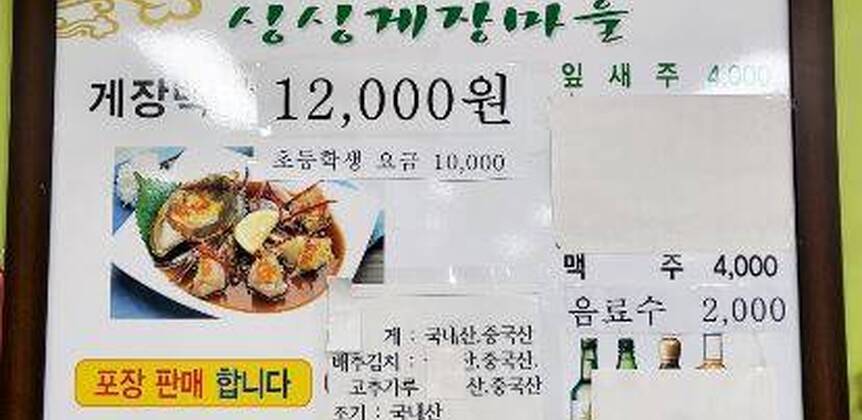 싱싱게장마을
게장백 12,000원
초등학생 요금 10,000
잎새주 4,000
맥주 4,000
음료수 2,000
게 : 국내산.중국산
배추김치 : 산.중국산.
고추가루 산.중국산
조기 : 국내산
포장 판매 합니다